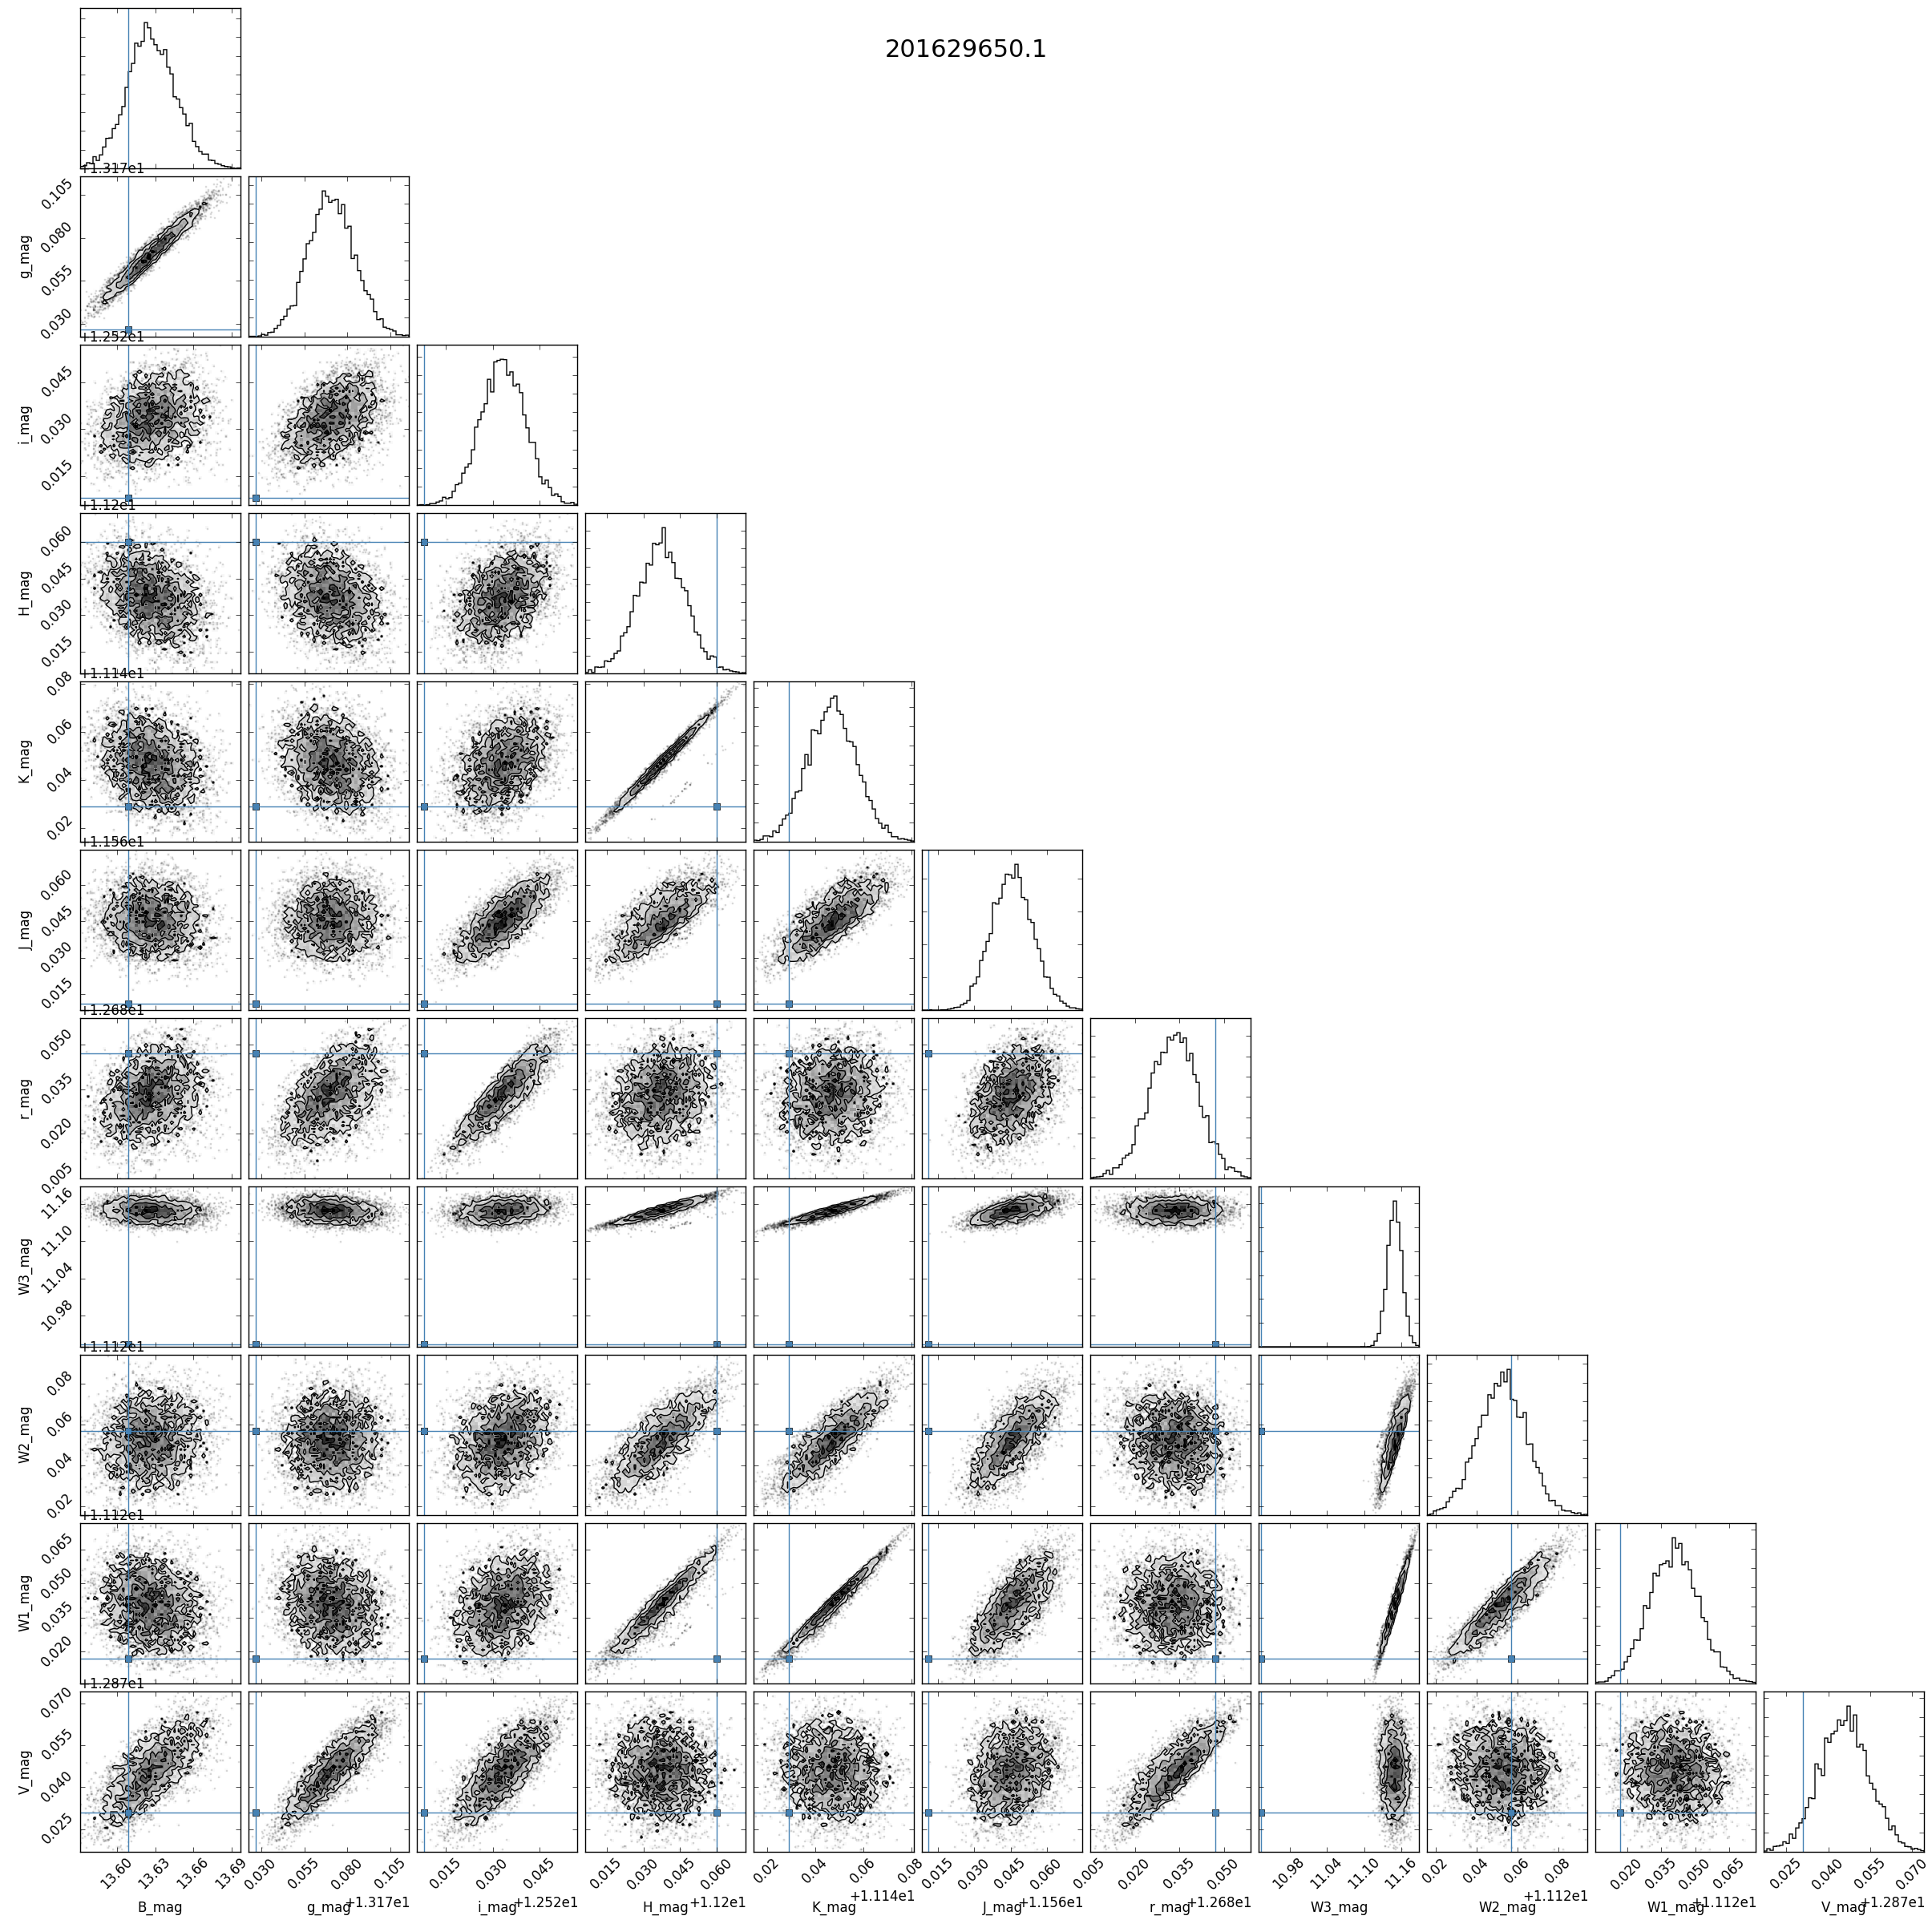 201629650.1
+1.317e1
0.105
0.080
0.055
0.030
g_mag
+1.252e1
0.045
0.030
0.015
i_mag
+1.12e1
0.060
0.045
0.030
0.015
H_mag
+1.114e1
0.08
0.06
0.04
0.02
K_mag
+1.156e1
0.060
0.045
0.030
0.015
J_mag
+1.268e1
0.050
0.035
0.020
0.005
r_mag
11.16
11.10
11.04
10.98
W3_mag
+1.112e1
0.08
0.06
0.04
0.02
W2_mag
+1.112e1
0.065
0.050
0.035
0.020
W1_mag
+1.287e1
0.070
0.055
0.040
0.025
V_mag
13.60 13.63 13.66 13.69 0.030 0.055 0.080 0.105 0.015 0.030 0.045 0.015 0.030 0.045 0.060 0.02 0.04 0.06 0.08 0.015 0.030 0.045 0.060 0.005 0.020 0.035 0.050 10.98 11.04 11.10 11.16 0.02 0.04 0.06 0.08 0.020 0.035 0.050 0.065 0.025 0.040 0.055 0.070
+1.317e1 +1.252e1 +1.12e1 +1.114e1 +1.156e1 +1.268e1 +1.112e1 +1.112e1 +1.287e1
B_mag g_mag i_mag H_mag K_mag J_mag r_mag W3_mag W2_mag W1_mag V_mag